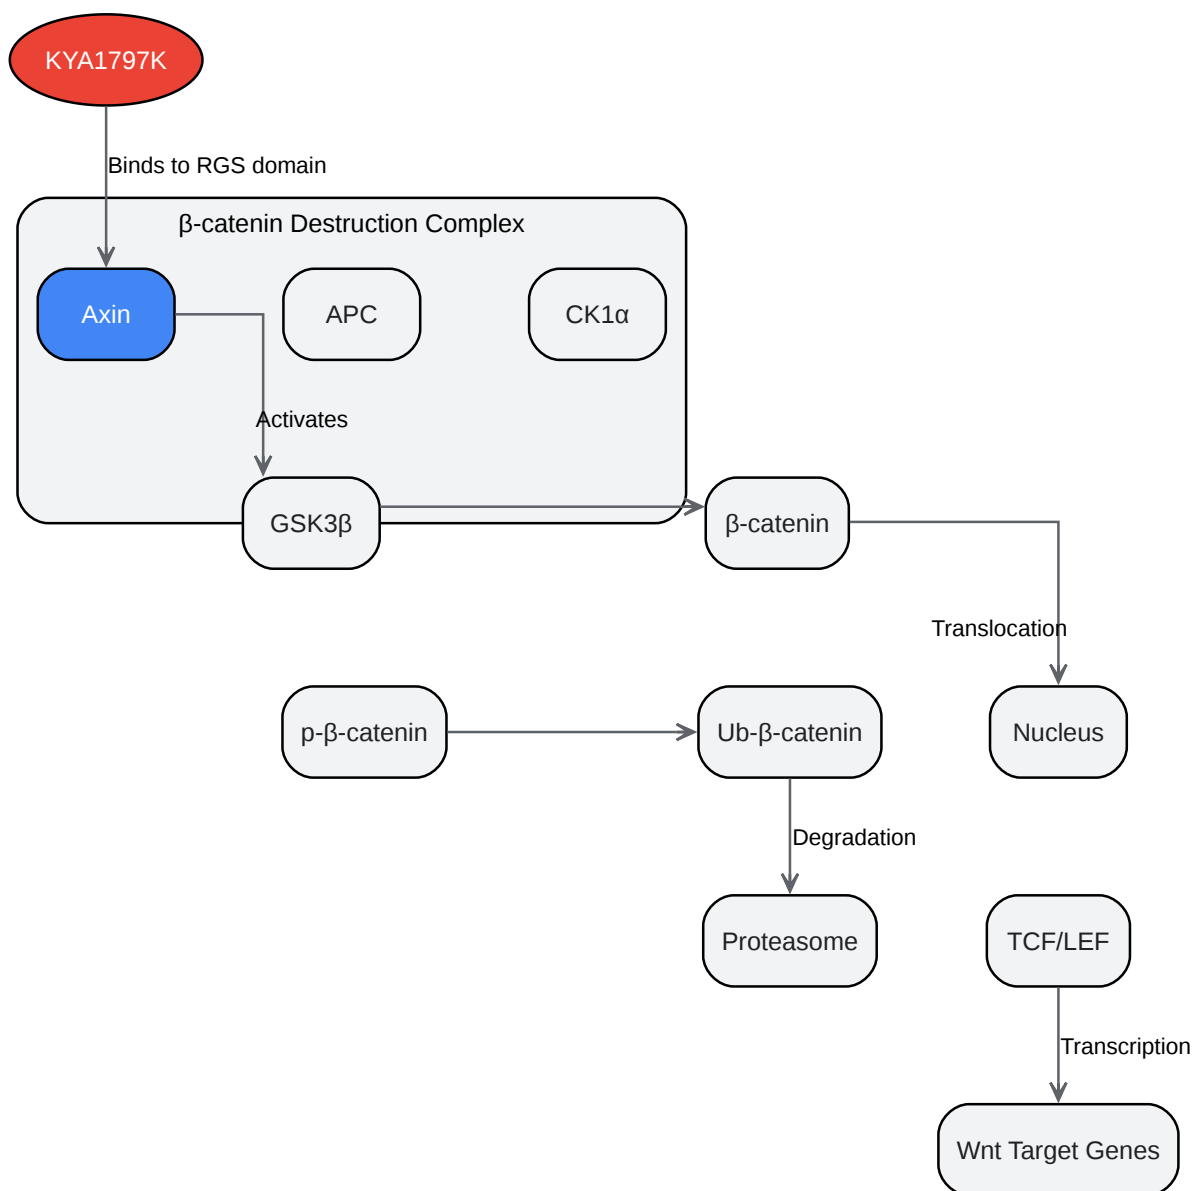 KYA1797K
Binds to RGS domain
β-catenin Destruction Complex
Axin
APC
CK1α
Activates
GSK3β
β-catenin
Translocation
p-β-catenin
Ub-β-catenin
Nucleus
Degradation
Proteasome
TCF/LEF
Transcription
Wnt Target Genes